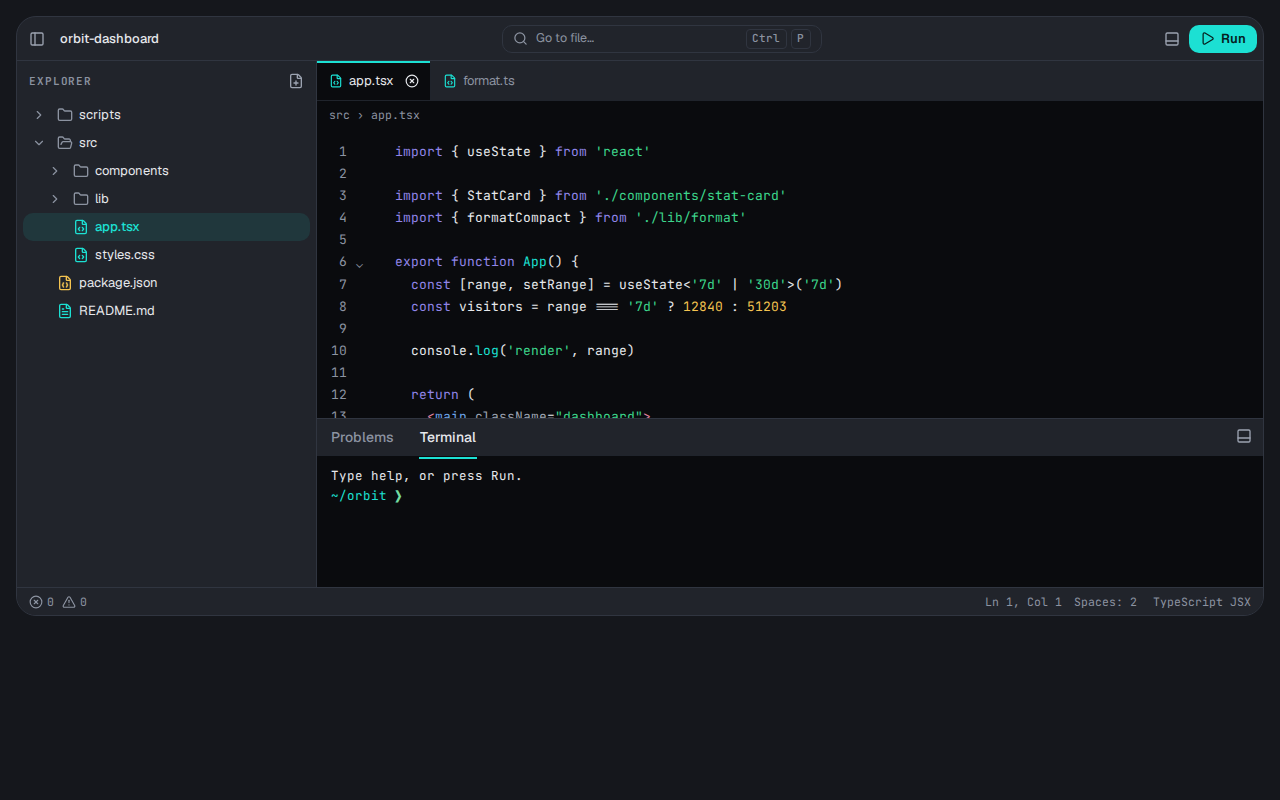 orbit-dashboard
Go to file... Ctrl P
Run
EXPLORER
scripts
src
components
lib
app.tsx
styles.css
package.json
README.md
app.tsx
format.ts
src › app.tsx
1 import { useState } from 'react'
2
3 import { StatCard } from './components/stat-card'
4 import { formatCompact } from './lib/format'
5
6 export function App() {
7 const [range, setRange] = useState<'7d' | '30d'>('7d')
8 const visitors = range === '7d' ? 12840 : 51203
9
10 console.log('render', range)
11
12 return (
13 <main className="dashboard">
Problems Terminal
Type help, or press Run.
~/orbit ❯
0 0
Ln 1, Col 1 Spaces: 2 TypeScript JSX